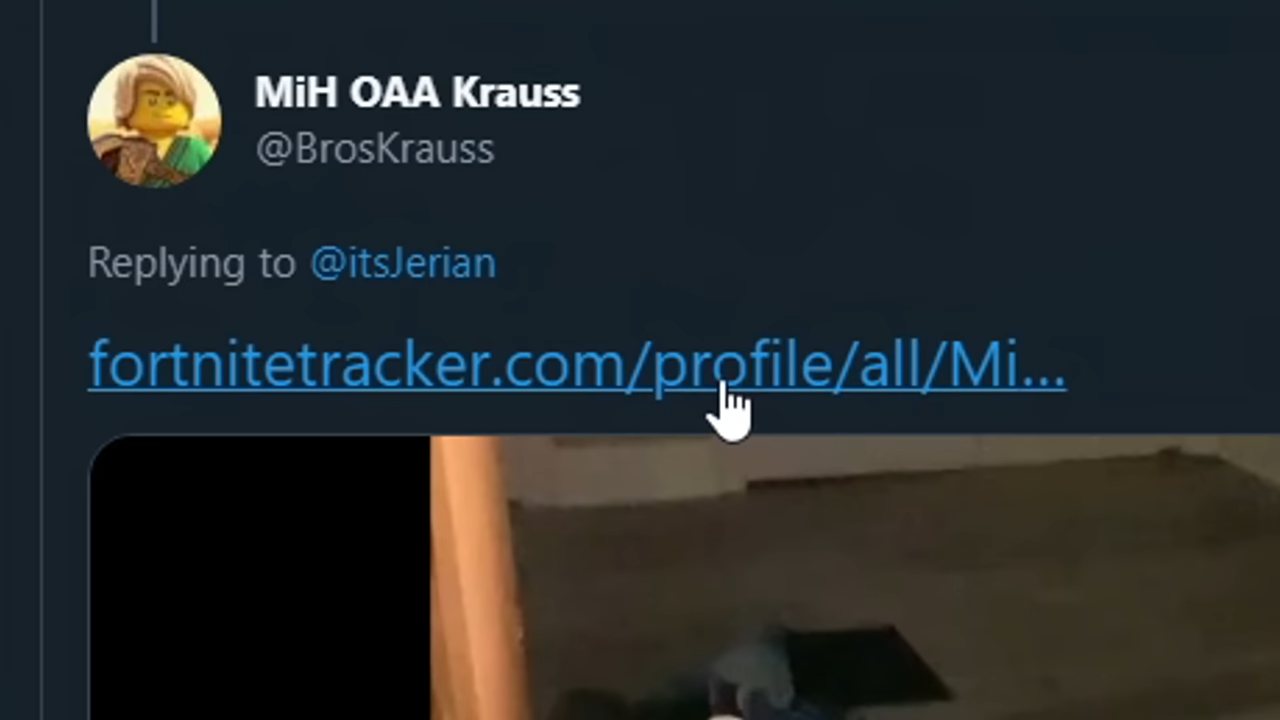 MiH OAA Krauss
@BrosKrauss
Replying to @itsJerian
fortnitetracker.com/profile/all/Mi...